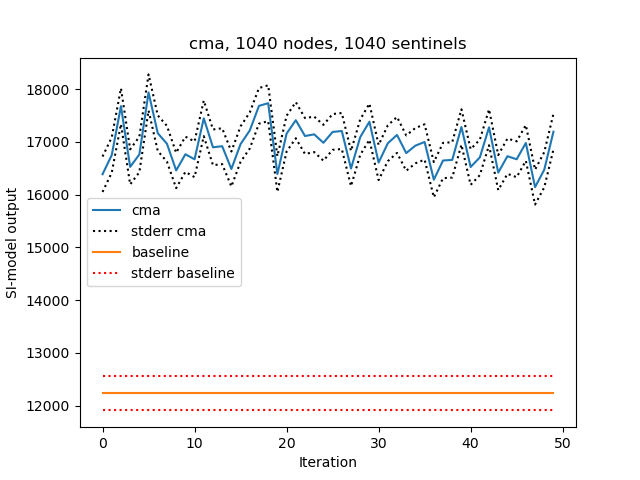 cma, 1040 nodes, 1040 sentinels
18000
17000
16000
15000
14000
13000
12000
SI-model output
cma
stderr cma
baseline
stderr baseline
0 10 20 30 40 50
Iteration